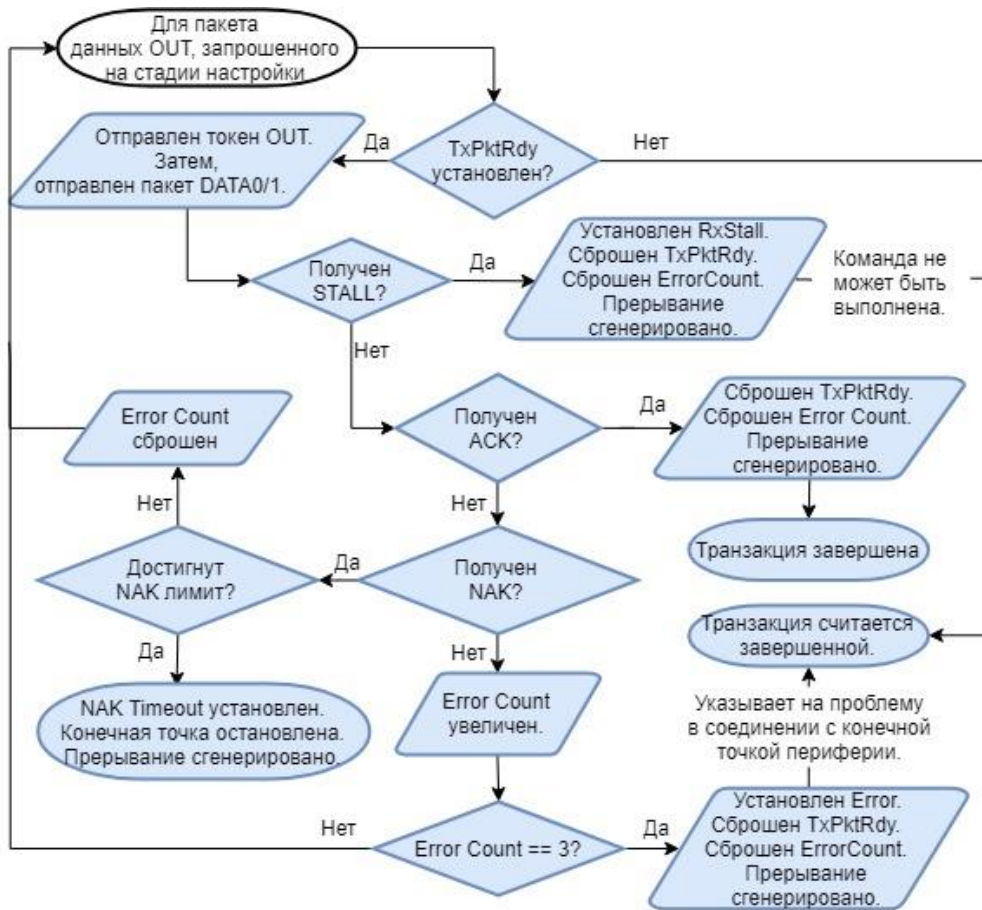 Для пакета
данных OUT, запрошенного
на стадии настройки
Отправлен токен OUT.
Затем,
отправлен пакет DATA0/1.
Да
TxPktRdy
установлен?
Нет
Получен
STALL?
Да
Установлен RxStall.
Сброшен TxPktRdy.
Сброшен ErrorCount.
Прерывание
сгенерировано.
Команда не
может быть
выполнена.
Нет
Error Count
сброшен
Получен
ACK?
Да
Сброшен TxPktRdy.
Сброшен Error Count.
Прерывание
сгенерировано.
Нет
Нет
Достигнут
NAK лимит?
Да
Получен
NAK?
Транзакция завершена
Да
Нет
Транзакция считается
завершенной.
NAK Timeout установлен.
Конечная точка остановлена.
Прерывание сгенерировано.
Error Count
увеличен.
Указывает на проблему
в соединении с конечной
точкой периферии.
Нет
Error Count == 3?
Да
Установлен Error.
Сброшен TxPktRdy.
Сброшен ErrorCount.
Прерывание
сгенерировано.